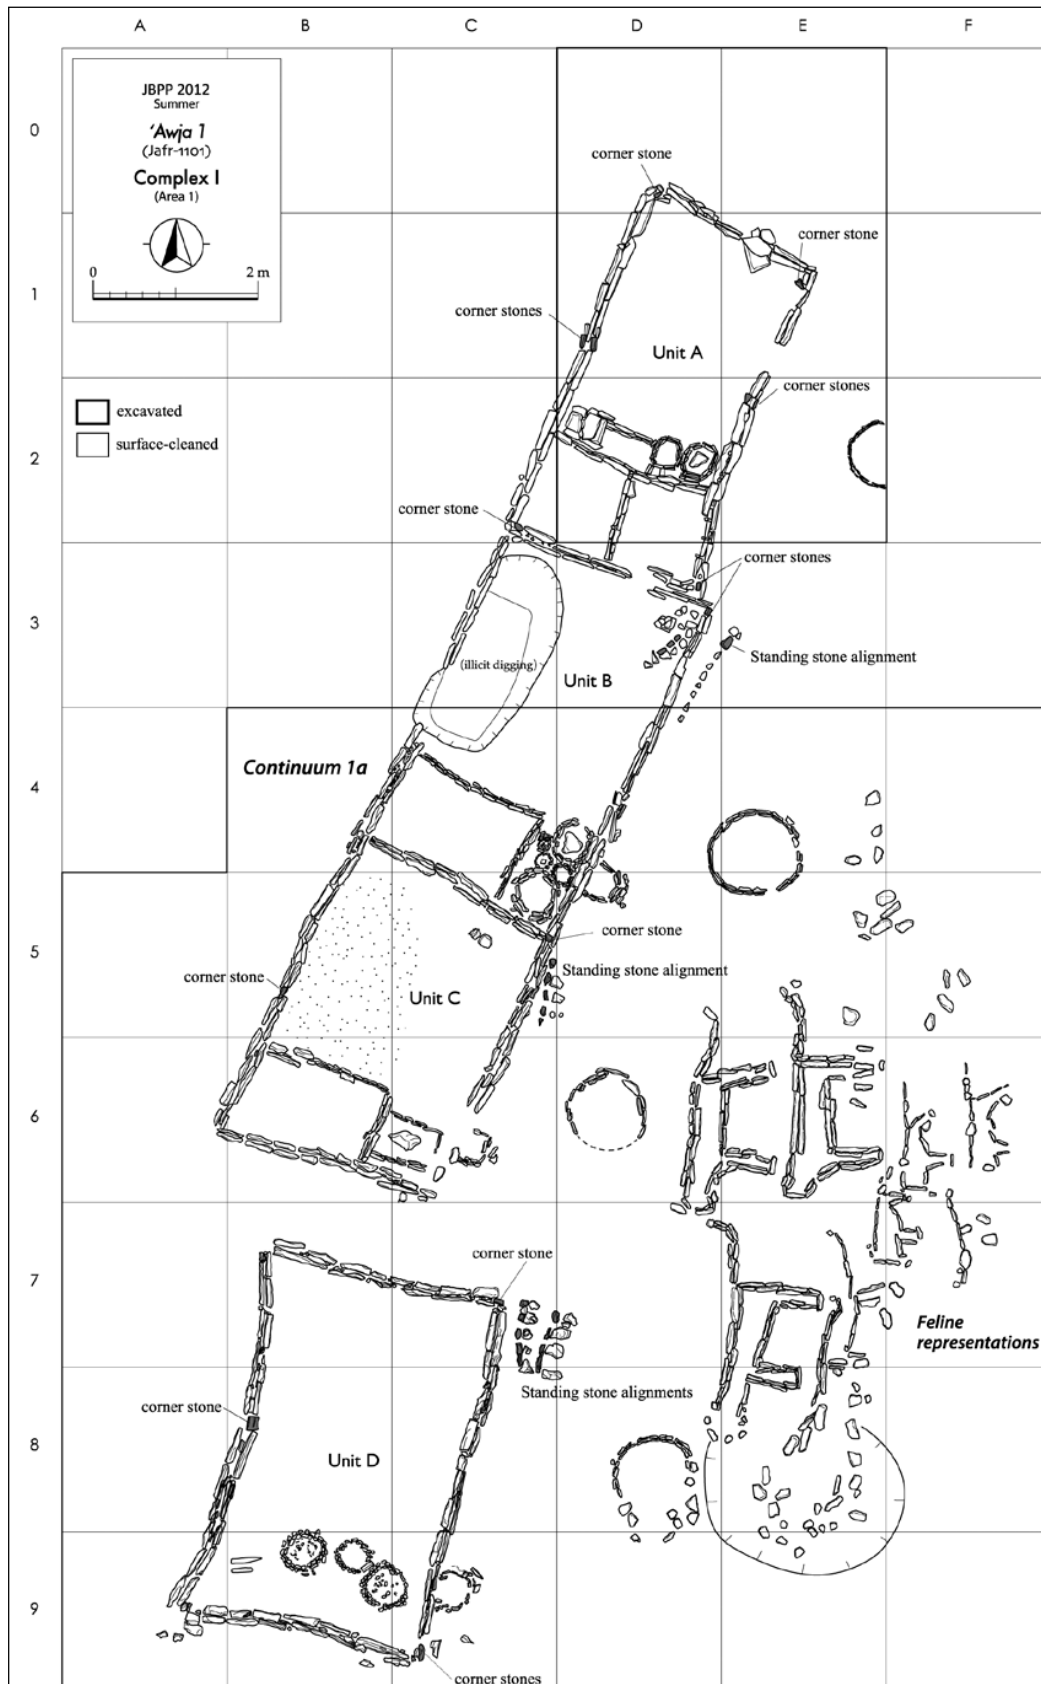 A B C D E F
JBPP 2012
Summer
'Awja 1
(Jafr-1101)
Complex I
(Area 1)
0 2 m
excavated
surface-cleaned
0
1
2
3
4
5
6
7
8
9
corner stone
corner stone
corner stones
Unit A
corner stones
corner stone
corner stones
Standing stone alignment
(illicit digging)
Unit B
Continuum 1a
corner stone
Standing stone alignment
corner stone
Unit C
corner stone
Feline
representations
Standing stone alignments
corner stone
Unit D
corner stones